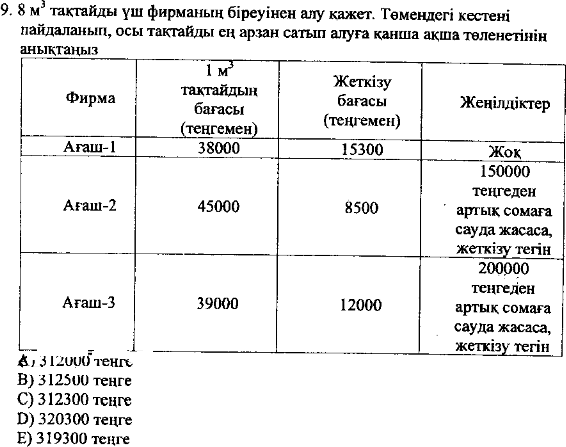 9. 8 м³ тақтайды үш фирманың біреуінен алу қажет. Төмендегі кестені
пайдаланып, осы тақтайды ең арзан сатып алуға қанша ақша төленетінін
анықтаңыз
Фирма
1 м³
тақтайдың
бағасы
(теңгемен)
Жеткізу
бағасы
(теңгемен)
Жеңілдіктер
Ағаш-1 38000 15300 Жоқ
Ағаш-2 45000 8500
150000
теңгеден
артық сомаға
сауда жасаса,
жеткізу тегін
Ағаш-3 39000 12000
200000
теңгеден
артық сомаға
сауда жасаса,
жеткізу тегін
A) 312000 теңге
B) 312500 теңге
C) 312300 теңге
D) 320300 теңге
E) 319300 теңге